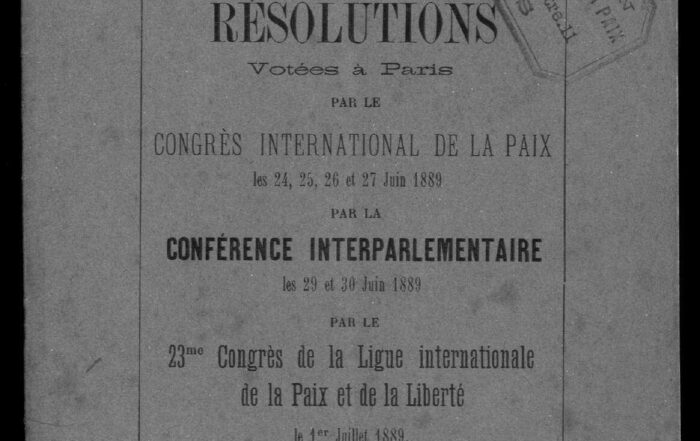 RÉSOLUTIONS
Votées à Paris
PAR LE
CONGRÈS INTERNATIONAL DE LA PAIX
les 24, 25, 26 et 27 Juin 1889
PAR LA
CONFÉRENCE INTERPARLEMENTAIRE
les 29 et 30 Juin 1889
PAR LE
23me Congrès de la Ligue internationale
de la Paix et de la Liberté
le 1er Juillet 1889.
PAIX